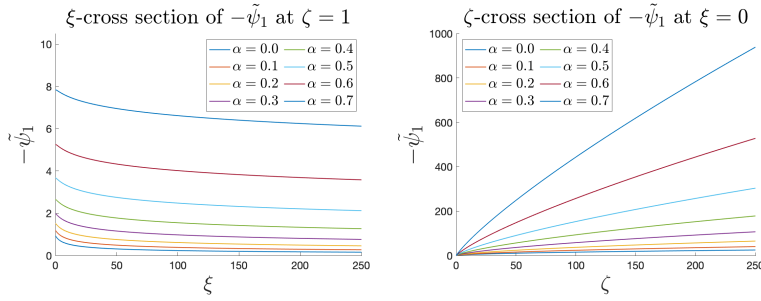 ξ-cross section of −ψ̃₁ at ζ = 1
10
8
6
4
2
0
−ψ̃₁
α = 0.0 α = 0.4
α = 0.1 α = 0.5
α = 0.2 α = 0.6
α = 0.3 α = 0.7
0 50 100 150 200 250
ξ
ζ-cross section of −ψ̃₁ at ξ = 0
1000
800
600
400
200
0
−ψ̃₁
α = 0.0 α = 0.4
α = 0.1 α = 0.5
α = 0.2 α = 0.6
α = 0.3 α = 0.7
0 50 100 150 200 250
ζ